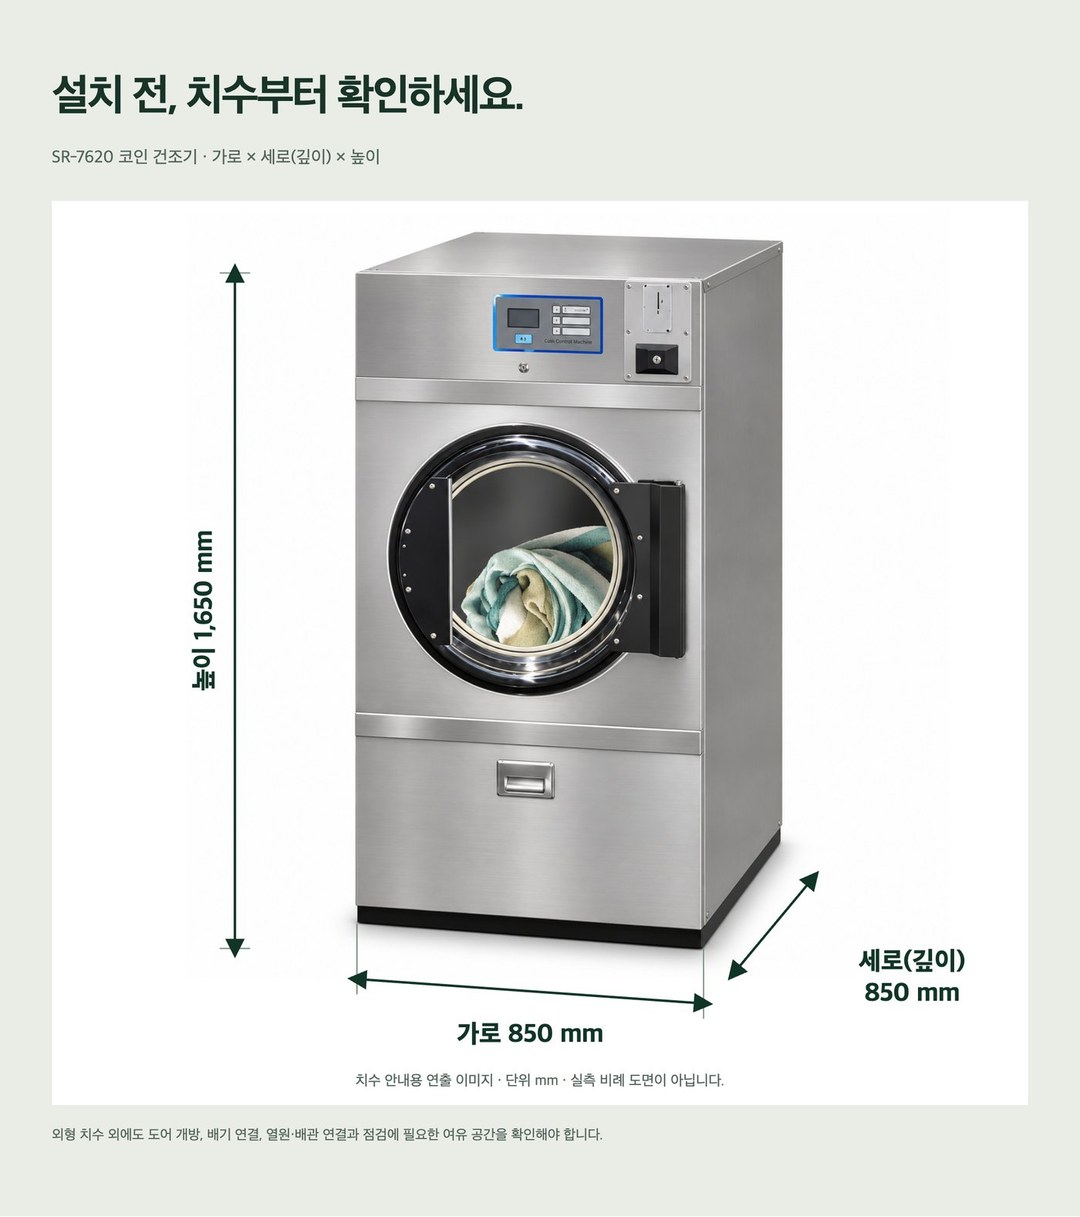 설치 전, 치수부터 확인하세요.
SR-7620 코인 건조기 · 가로 × 세로(깊이) × 높이
Coin Control Machine
높이 1,650 mm
세로(깊이)
850 mm
가로 850 mm
치수 안내용 연출 이미지 · 단위 mm · 실측 비례 도면이 아닙니다.
외형 치수 외에도 도어 개방, 배기 연결, 열원·배관 연결과 점검에 필요한 여유 공간을 확인해야 합니다.